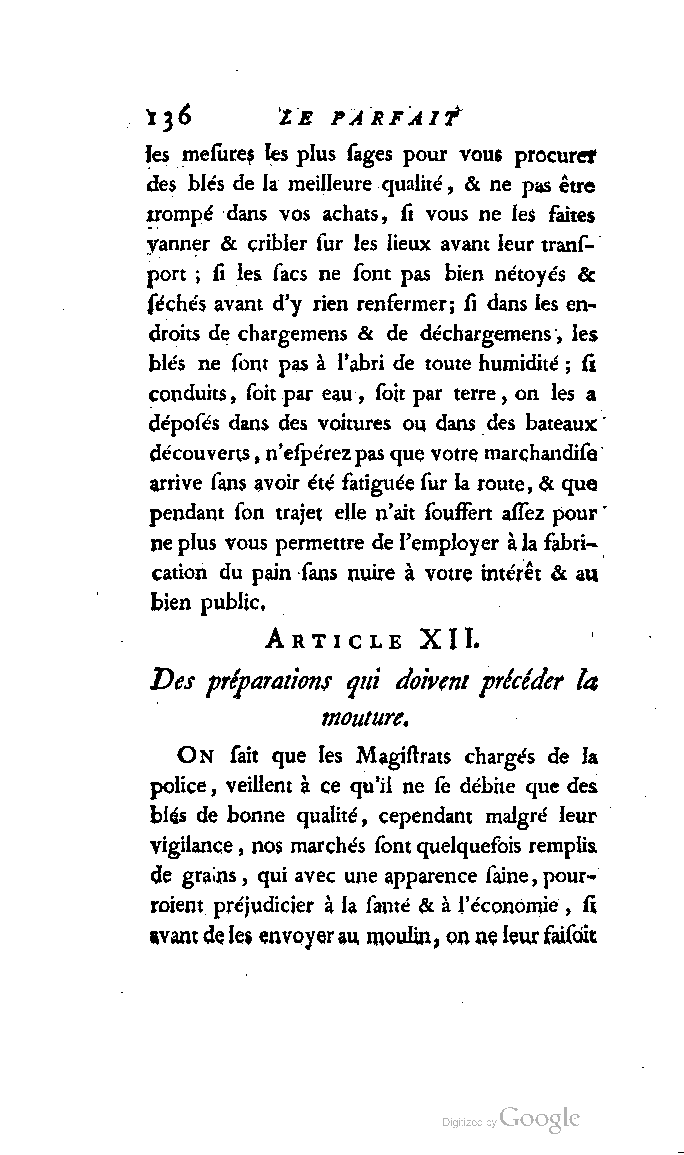 136 LE PARFAIT
les meſures les plus ſages pour vous procurer
des blés de la meilleure qualité, & ne pas être
trompé dans vos achats, ſi vous ne les faites
vanner & cribler ſur les lieux avant leur tranſ-
port ; ſi les ſacs ne ſont pas bien nétoyés &
ſéchés avant d'y rien renfermer; ſi dans les en-
droits de chargemens & de déchargemens, les
blés ne ſont pas à l'abri de toute humidité ; ſi
conduits, ſoit par eau, ſoit par terre, on les a
dépoſés dans des voitures ou dans des bateaux
découverts, n'eſpérez pas que votre marchandiſe
arrive ſans avoir été fatiguée ſur la route, & que
pendant ſon trajet elle n'ait ſouffert aſſez pour
ne plus vous permettre de l'employer à la fabri-
cation du pain ſans nuire à votre intérêt & au
bien public.
ARTICLE XII.
Des préparations qui doivent précéder la
mouture.
ON ſait que les Magiſtrats chargés de la
police, veillent à ce qu'il ne ſe débite que des
blés de bonne qualité, cependant malgré leur
vigilance, nos marchés ſont quelquefois remplis
de grains, qui avec une apparence ſaine, pour-
roient préjudicier à la ſanté & à l'économie, ſi
avant de les envoyer au moulin, on ne leur faiſoit
Digitized by Google